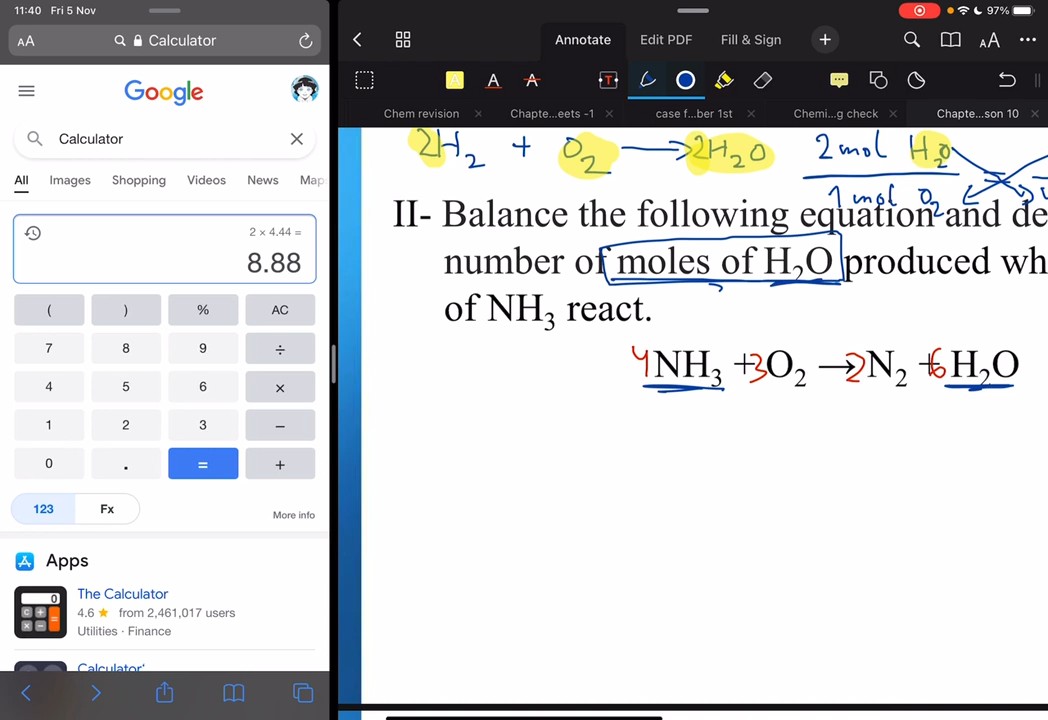 11:40 Fri 5 Nov
97%
AA
Calculator
Google
Calculator
All Images Shopping Videos News Map
2 × 4.44 =
8.88
( ) % AC
7 8 9 ÷
4 5 6 ×
1 2 3 −
0 . = +
123 Fx
More info
Apps
The Calculator
4.6 ★ from 2,461,017 users
Utilities · Finance
Calculator'
Annotate Edit PDF Fill & Sign
AA
A A T
Chem revision × Chapte...eets -1 × case f...ber 1st × Chemi...g check × Chapte...son 10 ×
2H₂ + O₂ → 2H₂O
2 mol H₂O
1 mol O₂
II- Balance the following equation and de
number of moles of H₂O produced wh
of NH₃ react.
4NH₃ + 3O₂ → 2N₂ + 6H₂O